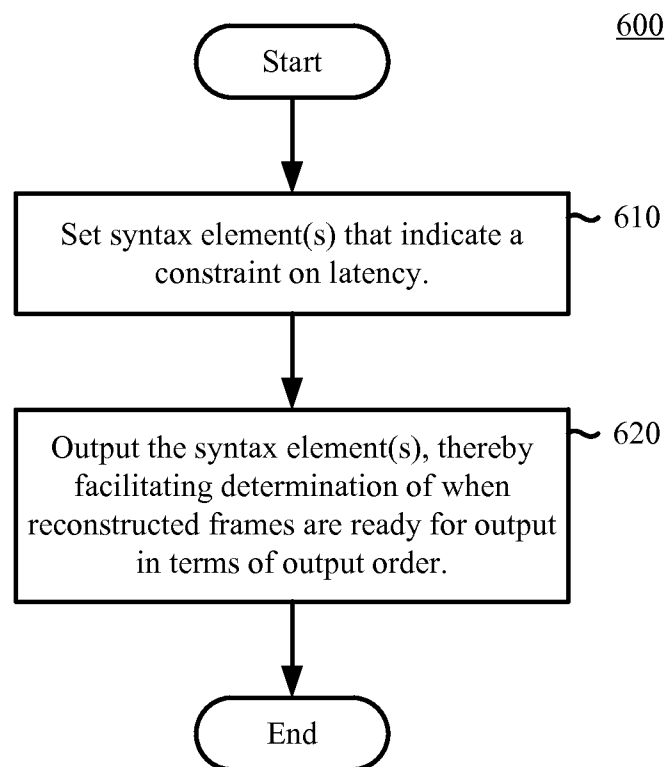 600
Start
Set syntax element(s) that indicate a
constraint on latency.
610
Output the syntax element(s), thereby
facilitating determination of when
reconstructed frames are ready for output
in terms of output order.
620
End